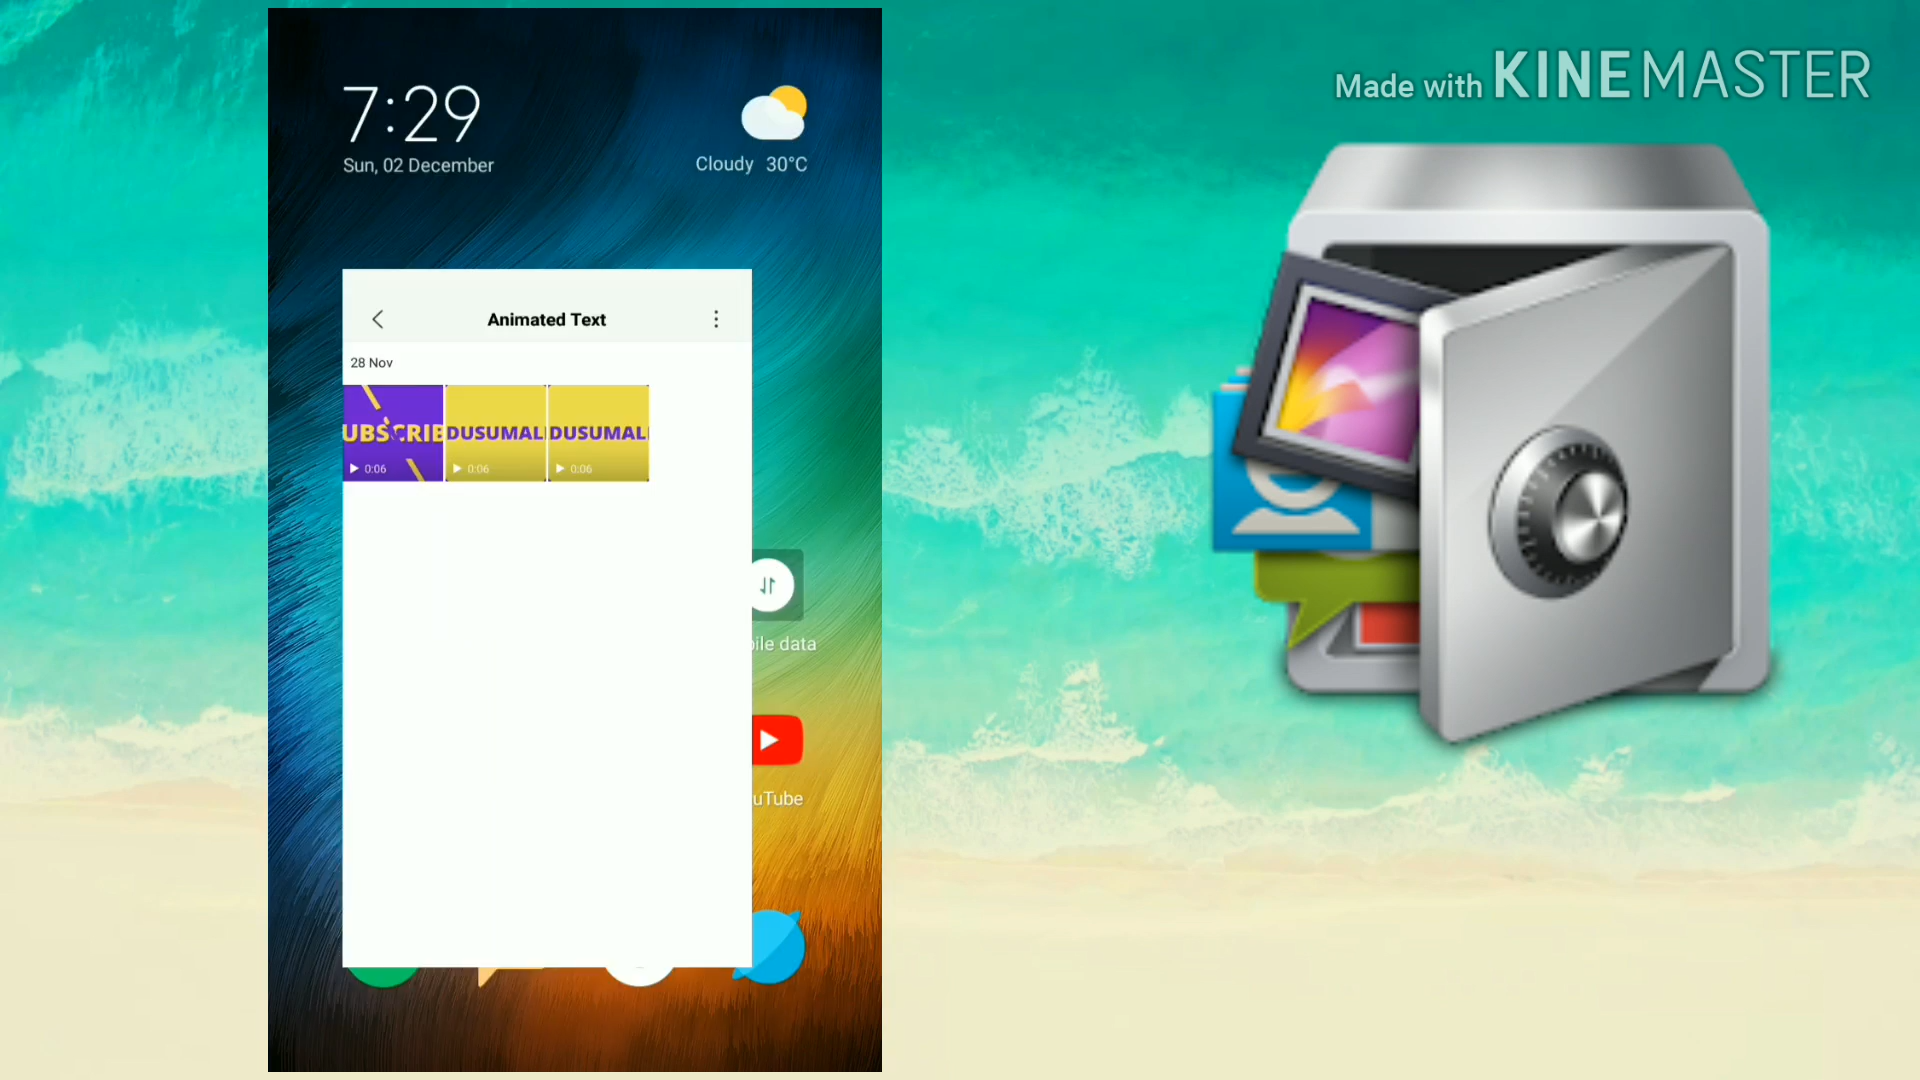 Made with KINEMASTER
7:29
Sun, 02 December
Cloudy 30°C
Animated Text
28 Nov
UBSCRIB
DUSUMAL
DUSUMAL
0:06
0:06
0:06
ile data
uTube